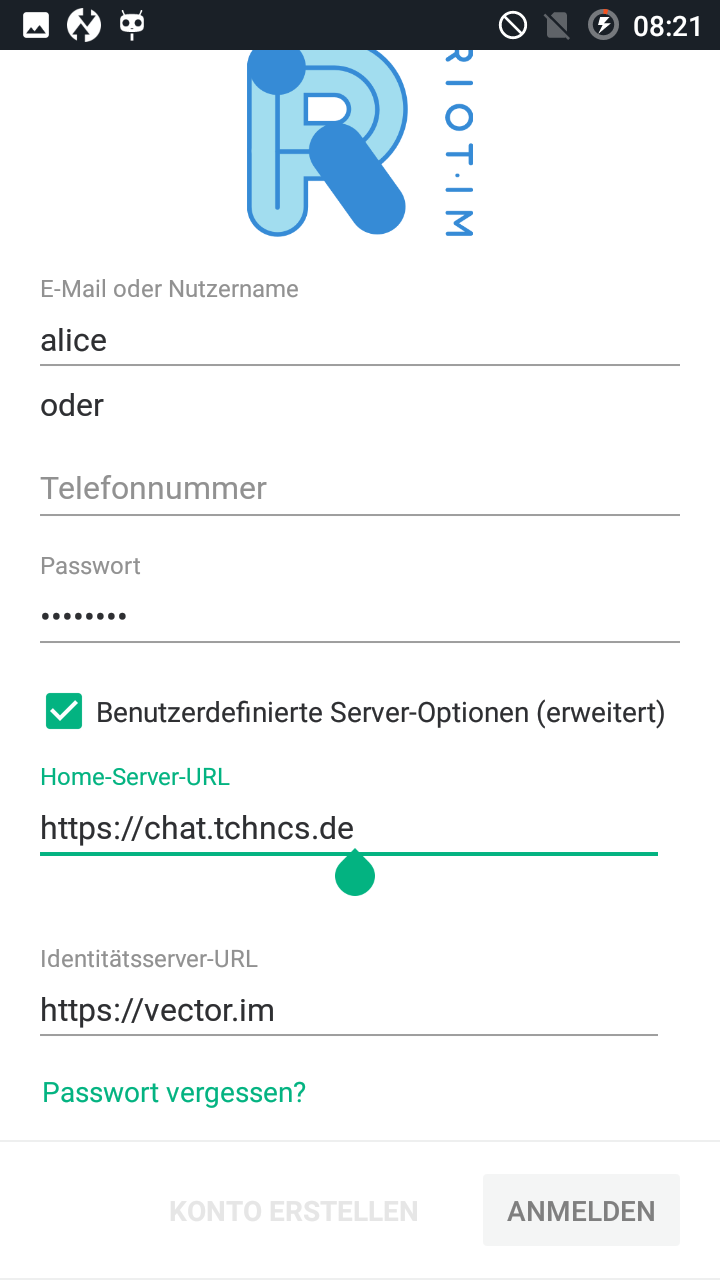 08:21
RIOT·IM
E-Mail oder Nutzername
alice
oder
Telefonnummer
Passwort
••••••••
Benutzerdefinierte Server-Optionen (erweitert)
Home-Server-URL
https://chat.tchncs.de
Identitätsserver-URL
https://vector.im
Passwort vergessen?
KONTO ERSTELLEN
ANMELDEN